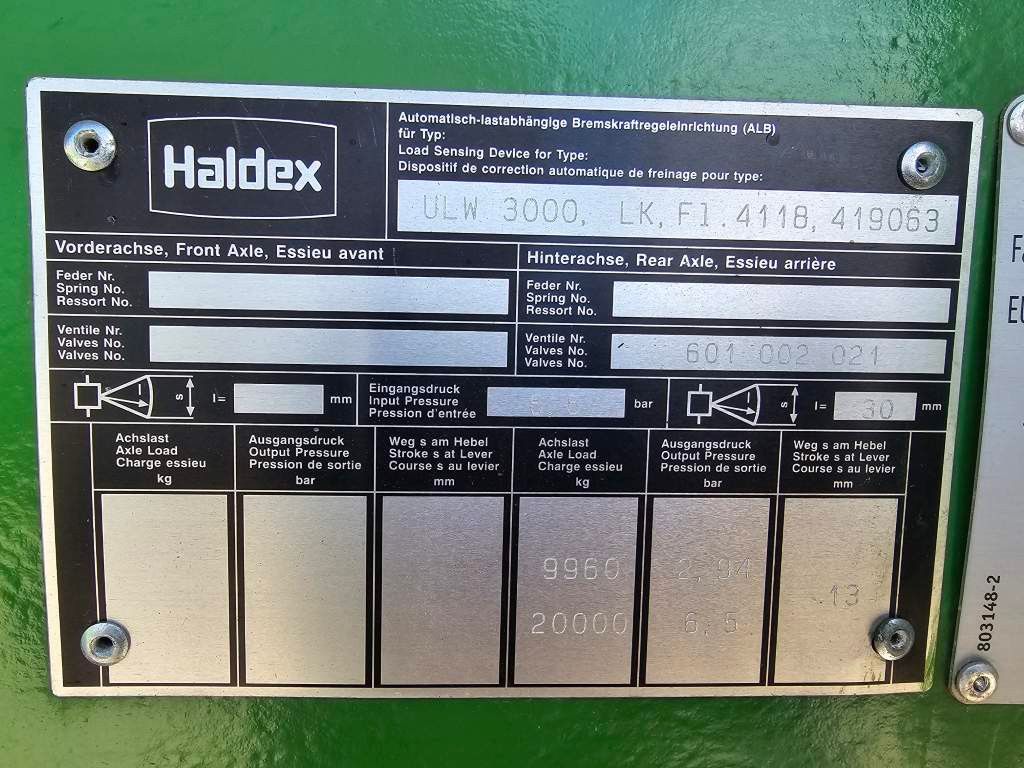 Haldex
Automatisch-lastabhängige Bremskraftregeleinrichtung (ALB)
für Typ:
Load Sensing Device for Type:
Dispositif de correction automatique de freinage pour type:
ULW 3000, LK, Fl.4118, 419063
Vorderachse, Front Axle, Essieu avant
Feder Nr.
Spring No.
Ressort No.
Ventile Nr.
Valves No.
Valves No.
Hinterachse, Rear Axle, Essieu arrière
Feder Nr.
Spring No.
Ressort No.
Ventile Nr.
Valves No.
Valves No.
601 002 021
s
l= mm
Eingangsdruck
Input Pressure
Pression d'entrée
6,5 bar
s
l= 30 mm
Achslast
Axle Load
Charge essieu
kg
Ausgangsdruck
Output Pressure
Pression de sortie
bar
Weg s am Hebel
Stroke s at Lever
Course s au levier
mm
Achslast
Axle Load
Charge essieu
kg
Ausgangsdruck
Output Pressure
Pression de sortie
bar
Weg s am Hebel
Stroke s at Lever
Course s au levier
mm
9960 2,94
13
20000 6,5
803148-2